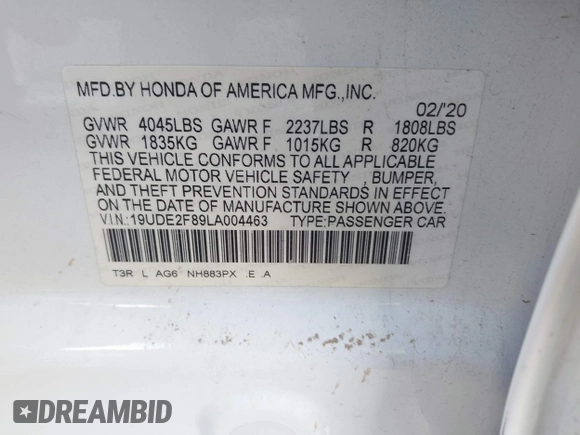 MFD.BY HONDA OF AMERICA MFG.,INC.
02/'20
GVWR 4045LBS GAWR F 2237LBS R 1808LBS
GVWR 1835KG GAWR F 1015KG R 820KG
THIS VEHICLE CONFORMS TO ALL APPLICABLE
FEDERAL MOTOR VEHICLE SAFETY , BUMPER,
AND THEFT PREVENTION STANDARDS IN EFFECT
ON THE DATE OF MANUFACTURE SHOWN ABOVE.
V.I.N.: 19UDE2F89LA004463 TYPE:PASSENGER CAR
T3R L AG6 NH883PX .E .A
DREAMBID